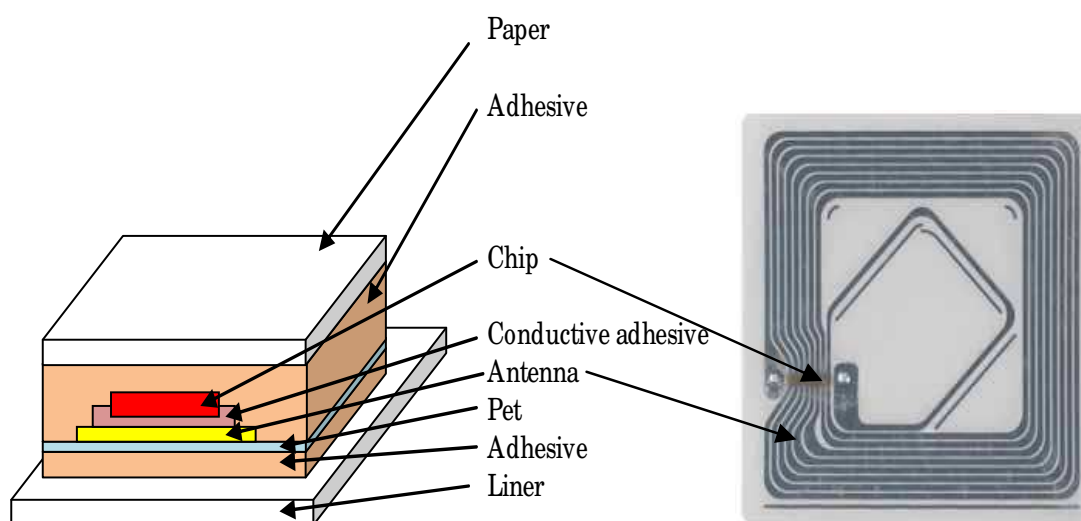 Paper
Adhesive
Chip
Conductive adhesive
Antenna
Pet
Adhesive
Liner